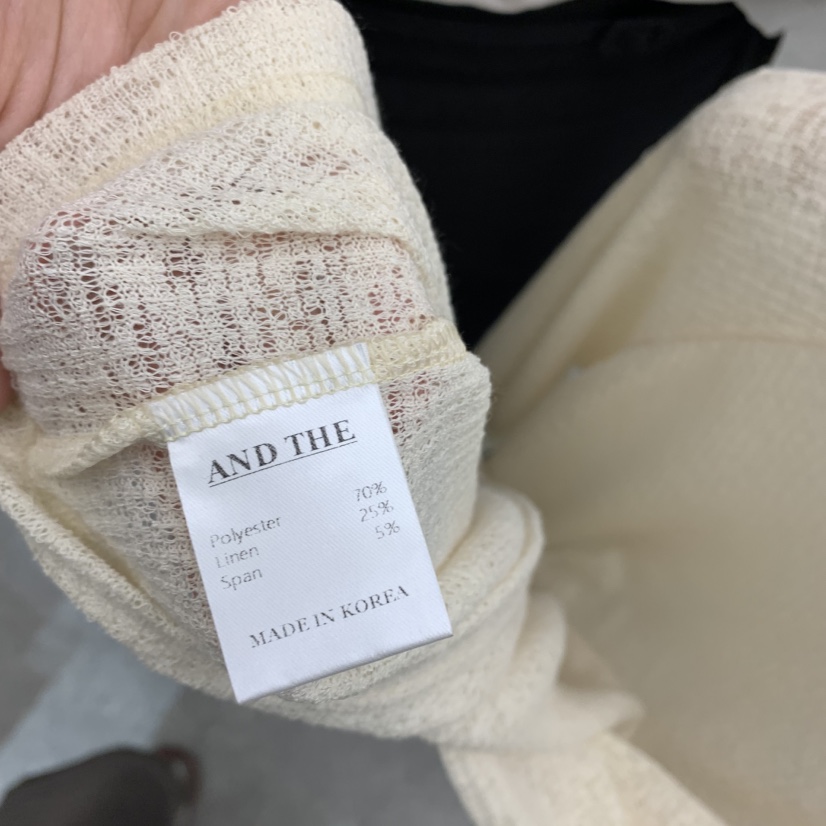 AND THE
Polyester 70%
Linen 25%
Span 5%
MADE IN KOREA